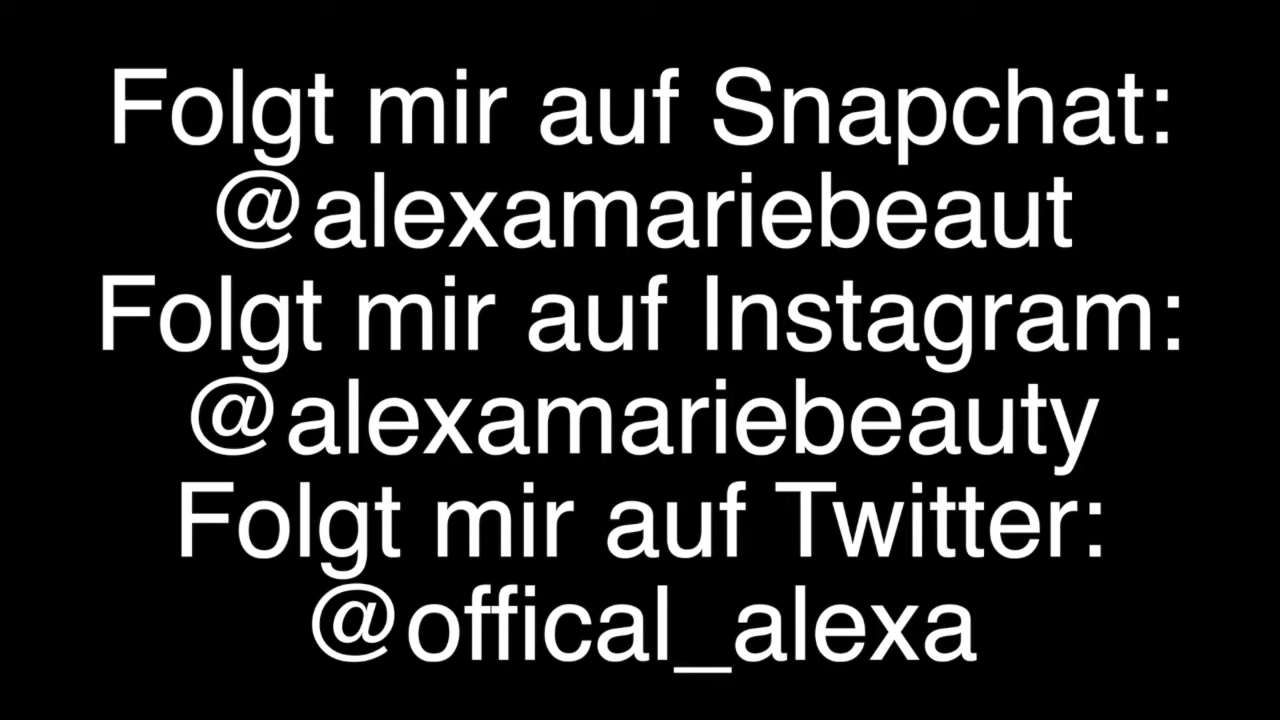 Folgt mir auf Snapchat:
@alexamariebeaut
Folgt mir auf Instagram:
@alexamariebeauty
Folgt mir auf Twitter:
@offical_alexa